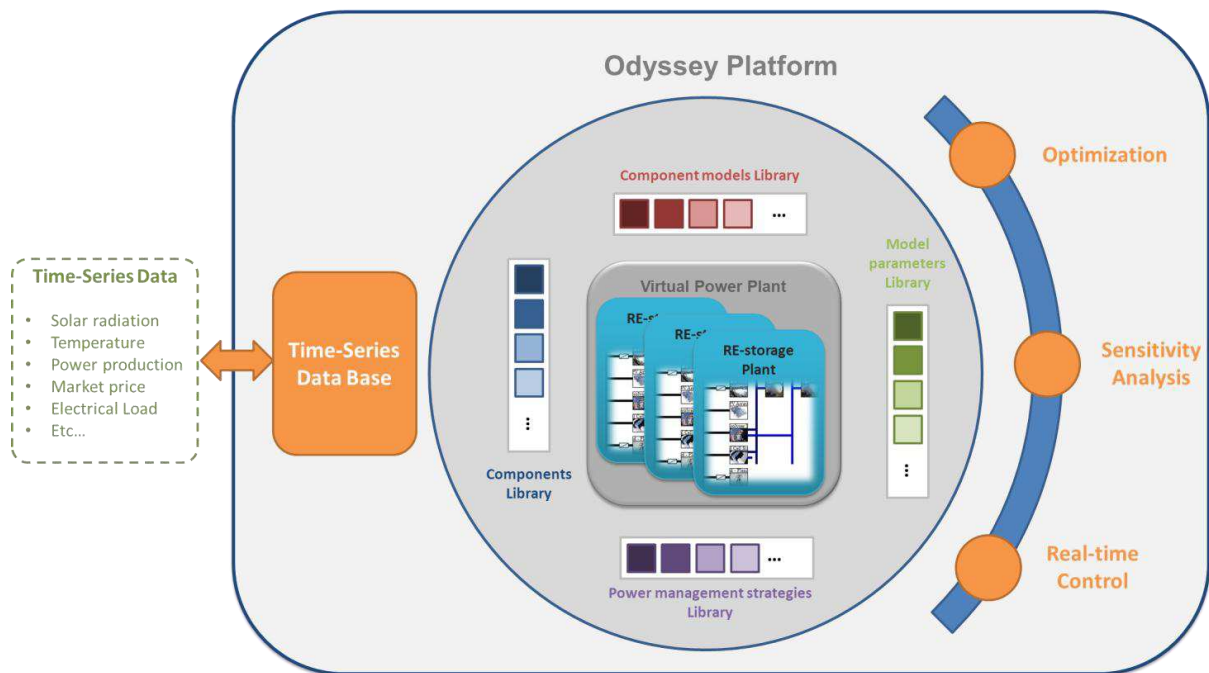 Odyssey Platform
Time-Series Data
• Solar radiation
• Temperature
• Power production
• Market price
• Electrical Load
• Etc...
Time-Series
Data Base
Component models Library
...
Components
Library
...
Virtual Power Plant
RE-s
RE-s
RE-storage
Plant
Model
parameters
Library
...
Power management strategies
Library
...
Optimization
Sensitivity
Analysis
Real-time
Control